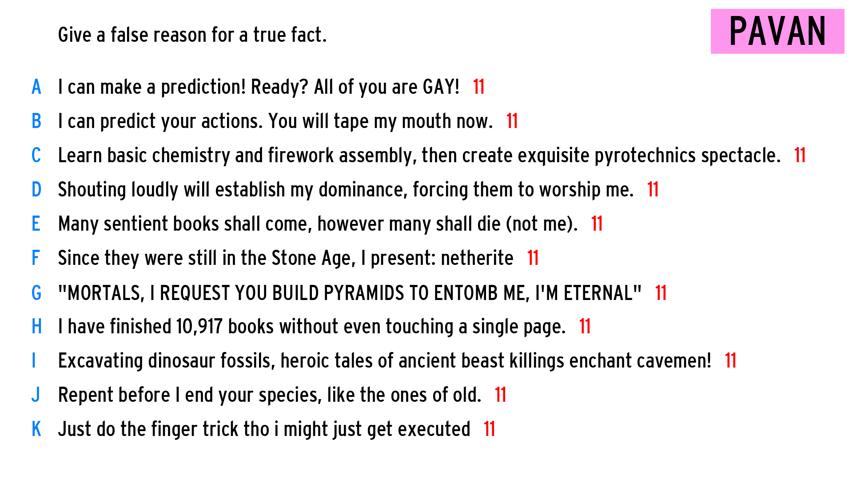 Give a false reason for a true fact.
PAVAN
A I can make a prediction! Ready? All of you are GAY! 11
B I can predict your actions. You will tape my mouth now. 11
C Learn basic chemistry and firework assembly, then create exquisite pyrotechnics spectacle. 11
D Shouting loudly will establish my dominance, forcing them to worship me. 11
E Many sentient books shall come, however many shall die (not me). 11
F Since they were still in the Stone Age, I present: netherite 11
G "MORTALS, I REQUEST YOU BUILD PYRAMIDS TO ENTOMB ME, I'M ETERNAL" 11
H I have finished 10,917 books without even touching a single page. 11
I Excavating dinosaur fossils, heroic tales of ancient beast killings enchant cavemen! 11
J Repent before I end your species, like the ones of old. 11
K Just do the finger trick tho i might just get executed 11